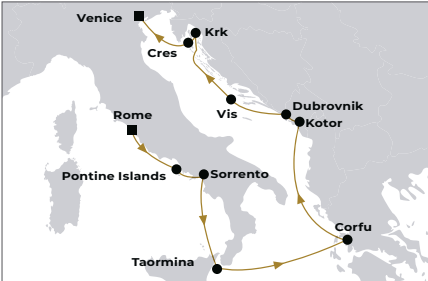 Venice
Krk
Cres
Dubrovnik
Vis
Kotor
Rome
Pontine Islands
Sorrento
Corfu
Taormina